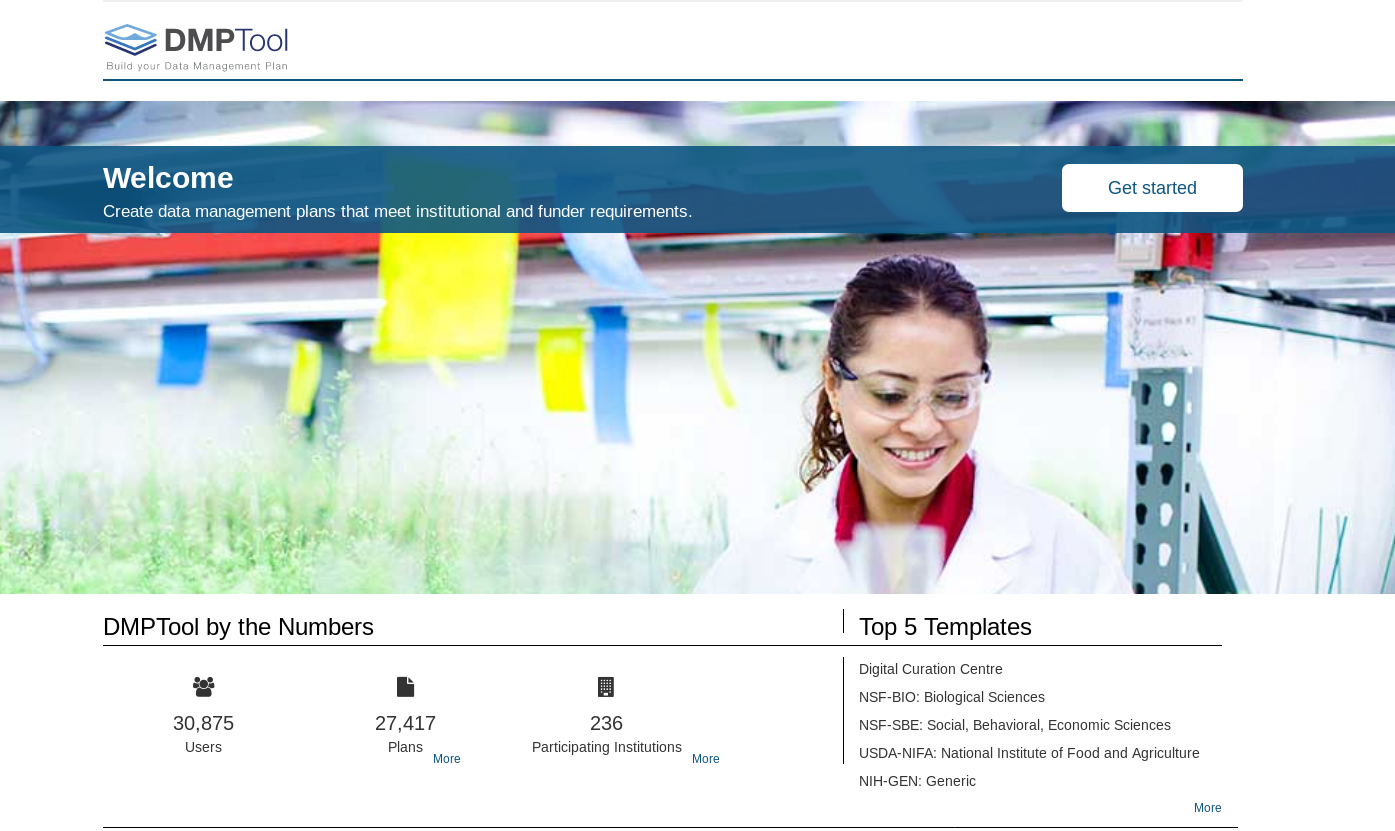 DMPTool
Build your Data Management Plan
Welcome
Create data management plans that meet institutional and funder requirements.
Get started
DMPTool by the Numbers
30,875
Users
27,417
Plans
More
236
Participating Institutions
More
Top 5 Templates
Digital Curation Centre
NSF-BIO: Biological Sciences
NSF-SBE: Social, Behavioral, Economic Sciences
USDA-NIFA: National Institute of Food and Agriculture
NIH-GEN: Generic
More